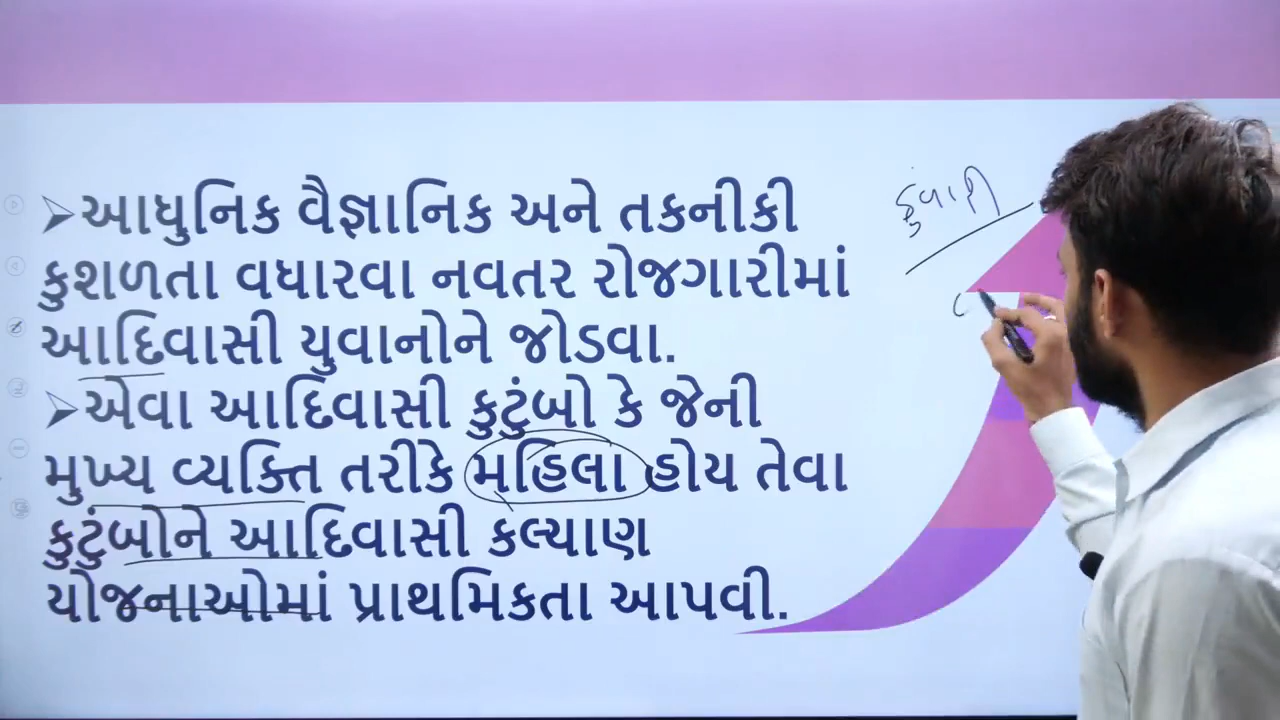 ➢આધુનિક વૈજ્ઞાનિક અને તકનીકી
કુશળતા વધારવા નવતર રોજગારીમાં
આદિવાસી યુવાનોને જોડવા.
➢એવા આદિવાસી કુટુંબો કે જેની
મુખ્ય વ્યક્તિ તરીકે મહિલા હોય તેવા
કુટુંબોને આદિવાસી કલ્યાણ
યોજનાઓમાં પ્રાથમિકતા આપવી.